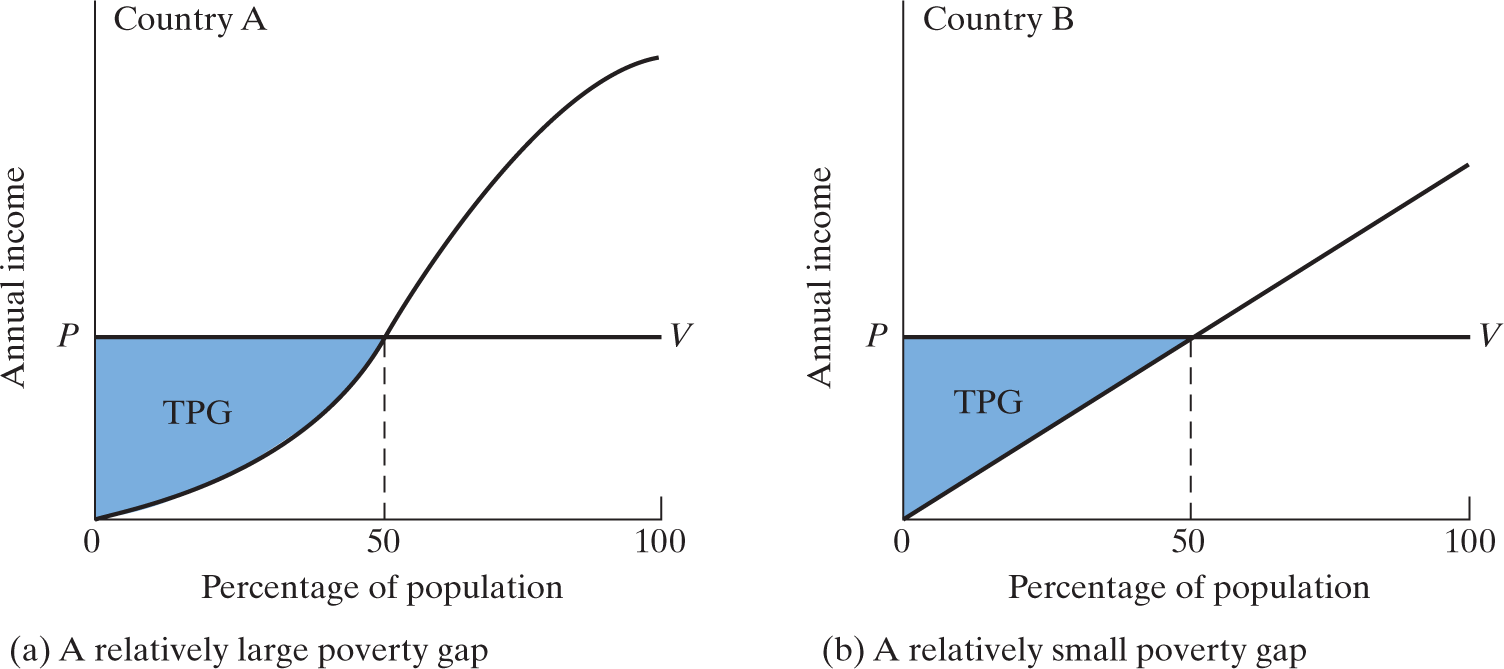 Country A
Annual income
P
V
TPG
0
50
100
Percentage of population
(a) A relatively large poverty gap
Country B
Annual income
P
V
TPG
0
50
100
Percentage of population
(b) A relatively small poverty gap